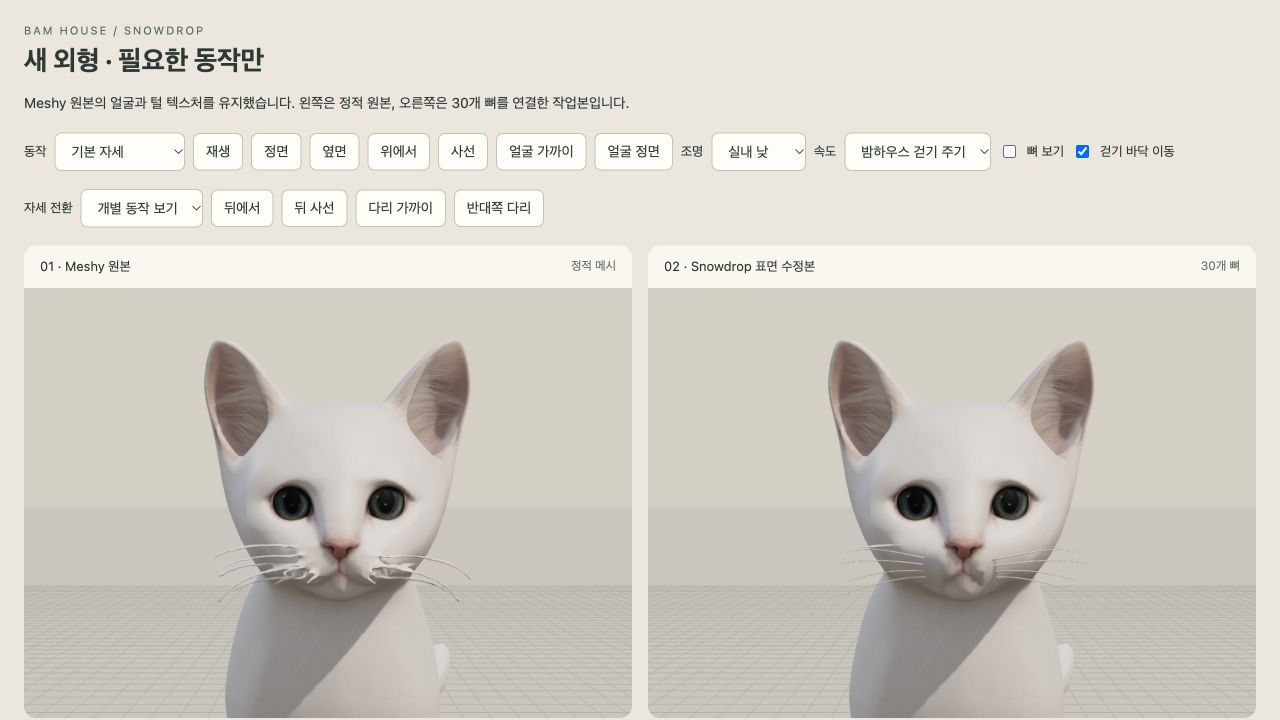 BAM HOUSE / SNOWDROP
새 외형 · 필요한 동작만
Meshy 원본의 얼굴과 털 텍스처를 유지했습니다. 왼쪽은 정적 원본, 오른쪽은 30개 뼈를 연결한 작업본입니다.
동작 기본 자세 재생 정면 옆면 위에서 사선 얼굴 가까이 얼굴 정면 조명 실내 낮 속도 밤하우스 걷기 주기 뼈 보기 걷기 바닥 이동
자세 전환 개별 동작 보기 뒤에서 뒤 사선 다리 가까이 반대쪽 다리
01 · Meshy 원본 정적 메시
02 · Snowdrop 표면 수정본 30개 뼈